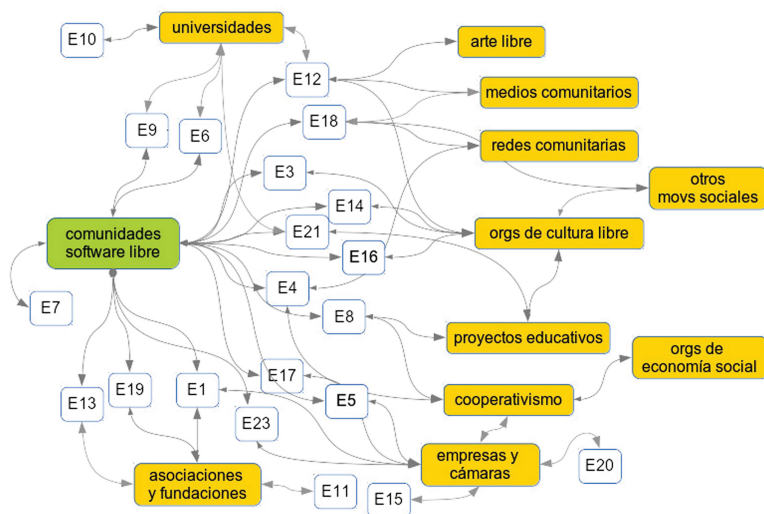 universidades
E10
arte libre
E12
medios comunitarios
E18
E9
E6
redes comunitarias
E3
otros
movs sociales
E14
E21
orgs de cultura libre
comunidades
software libre
E16
E4
E7
E8
proyectos educativos
orgs de
economía social
E17
E19
E1
E13
E5
cooperativismo
E23
empresas y
cámaras
E20
asociaciones
y fundaciones
E11
E15